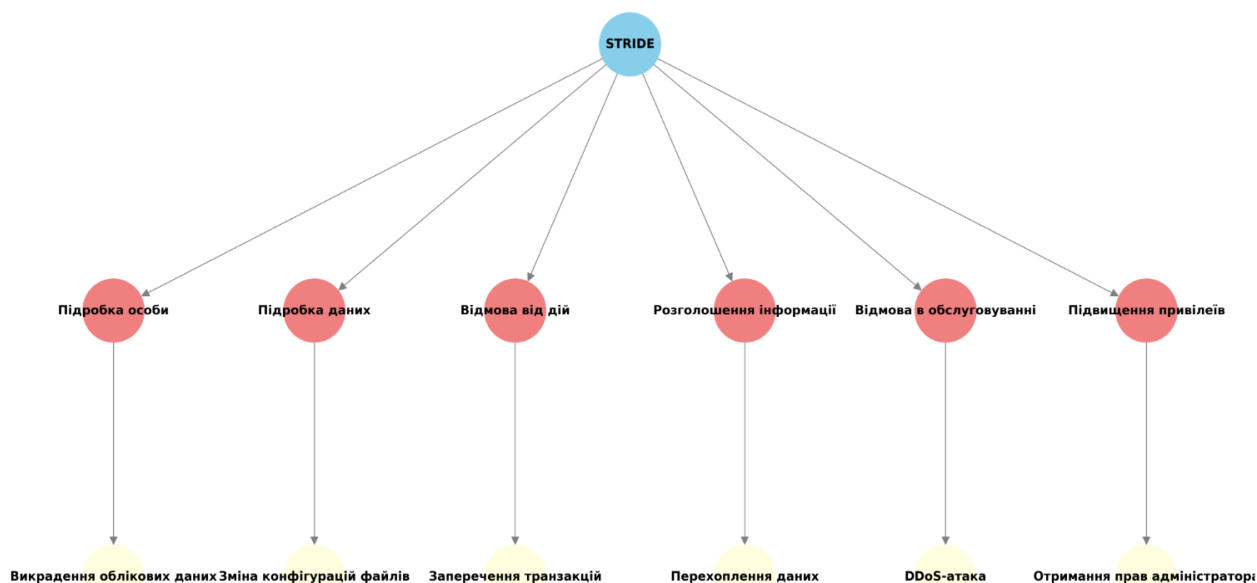 STRIDE
Підробка особи
Підробка даних
Відмова від дій
Розголошення інформації
Відмова в обслуговуванні
Підвищення привілеїв
Викрадення облікових даних
Зміна конфігурацій файлів
Заперечення транзакцій
Перехоплення даних
DDoS-атака
Отримання прав адміністратора